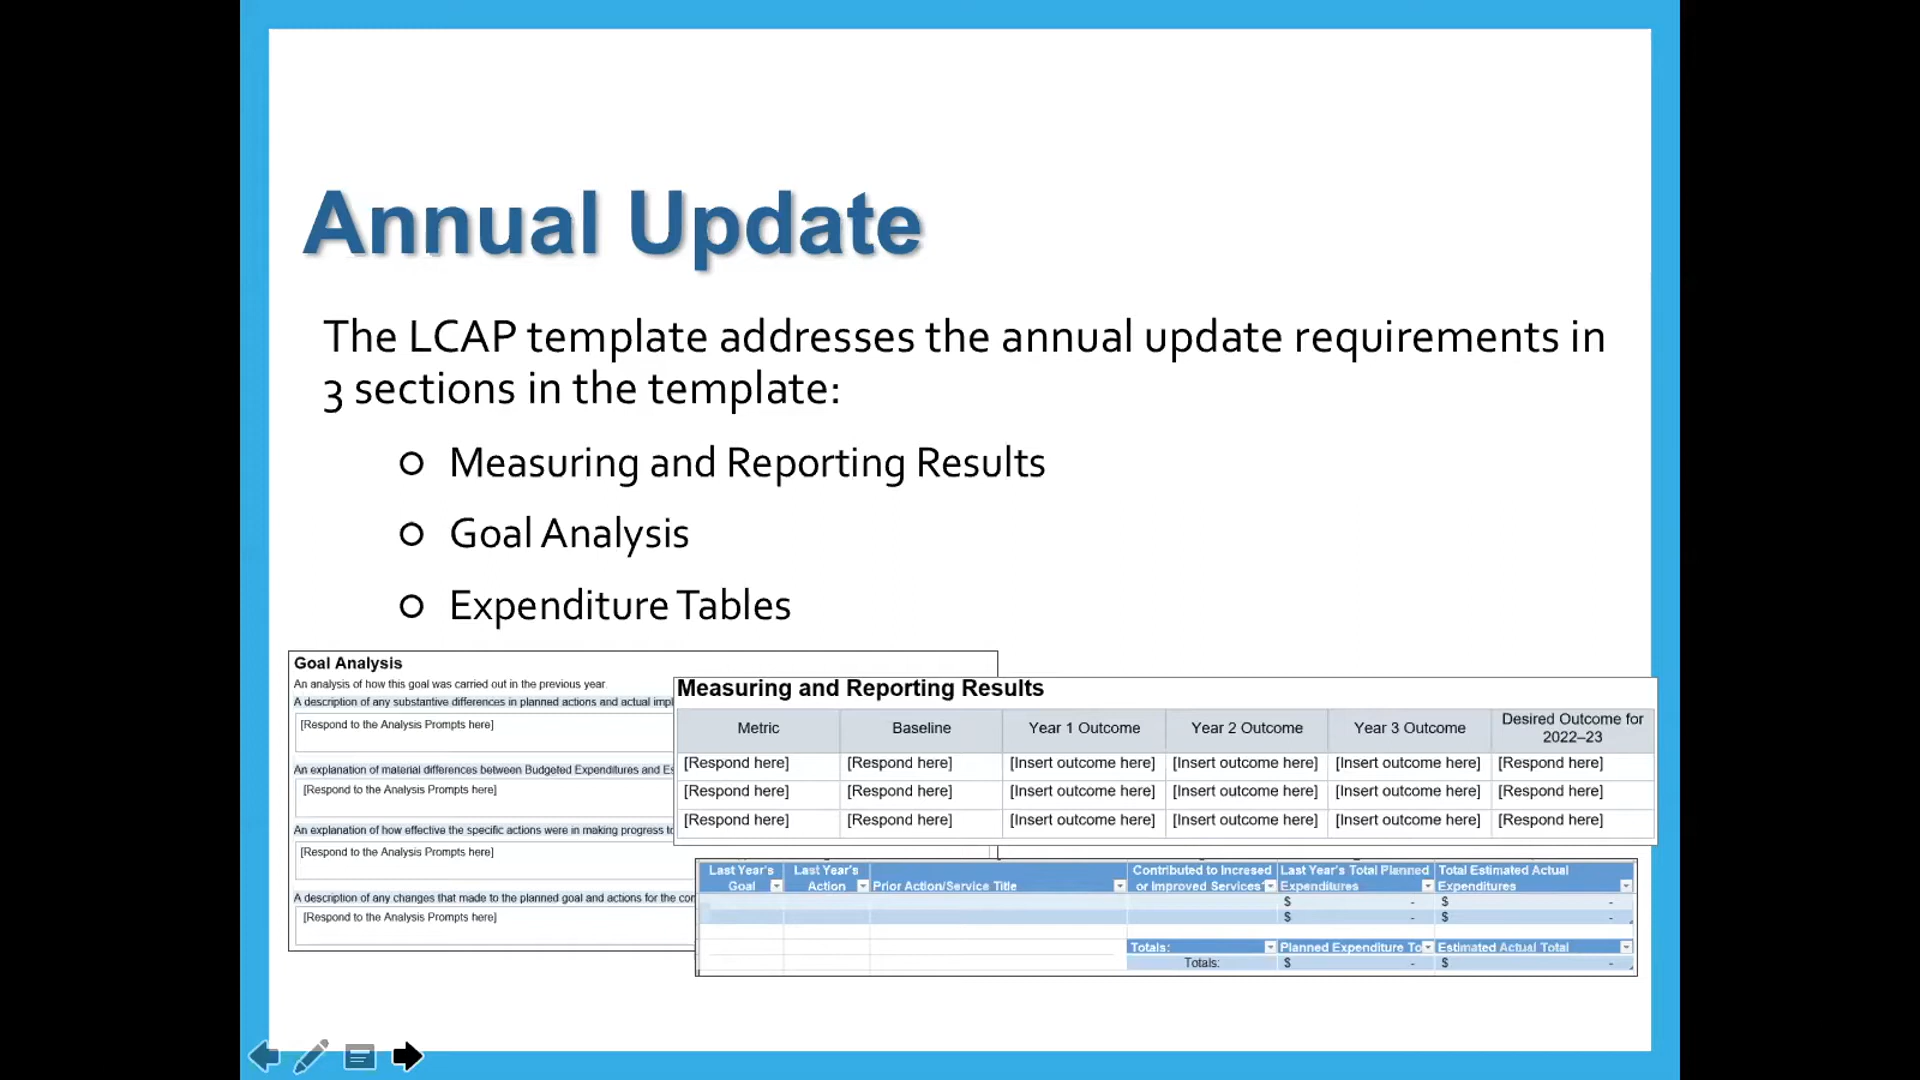 Annual Update
The LCAP template addresses the annual update requirements in
3 sections in the template:
Measuring and Reporting Results
Goal Analysis
Expenditure Tables
Goal Analysis
An analysis of how this goal was carried out in the previous year.
A description of any substantive differences in planned actions and actual
[Respond to the Analysis Prompts here]
An explanation of material differences between Budgeted Expenditures and
[Respond to the Analysis Prompts here]
An explanation of how effective the specific actions were in making progress
[Respond to the Analysis Prompts here]
A description of any changes that made to the planned goal and actions for the
[Respond to the Analysis Prompts here]
Measuring and Reporting Results
Metric Baseline Year 1 Outcome Year 2 Outcome Year 3 Outcome Desired Outcome for
2022–23
[Respond here] [Respond here] [Insert outcome here] [Insert outcome here] [Insert outcome here] [Respond here]
[Respond here] [Respond here] [Insert outcome here] [Insert outcome here] [Insert outcome here] [Respond here]
[Respond here] [Respond here] [Insert outcome here] [Insert outcome here] [Insert outcome here] [Respond here]
Last Year's Last Year's Contributed to Incresed Last Year's Total Planned Total Estimated Actual
Goal Action Prior Action/Service Title or Improved Services? Expenditures Expenditures
$ - $ -
$ - $ -
Totals: Planned Expenditure Estimated Actual Total
Totals: $ - $ -